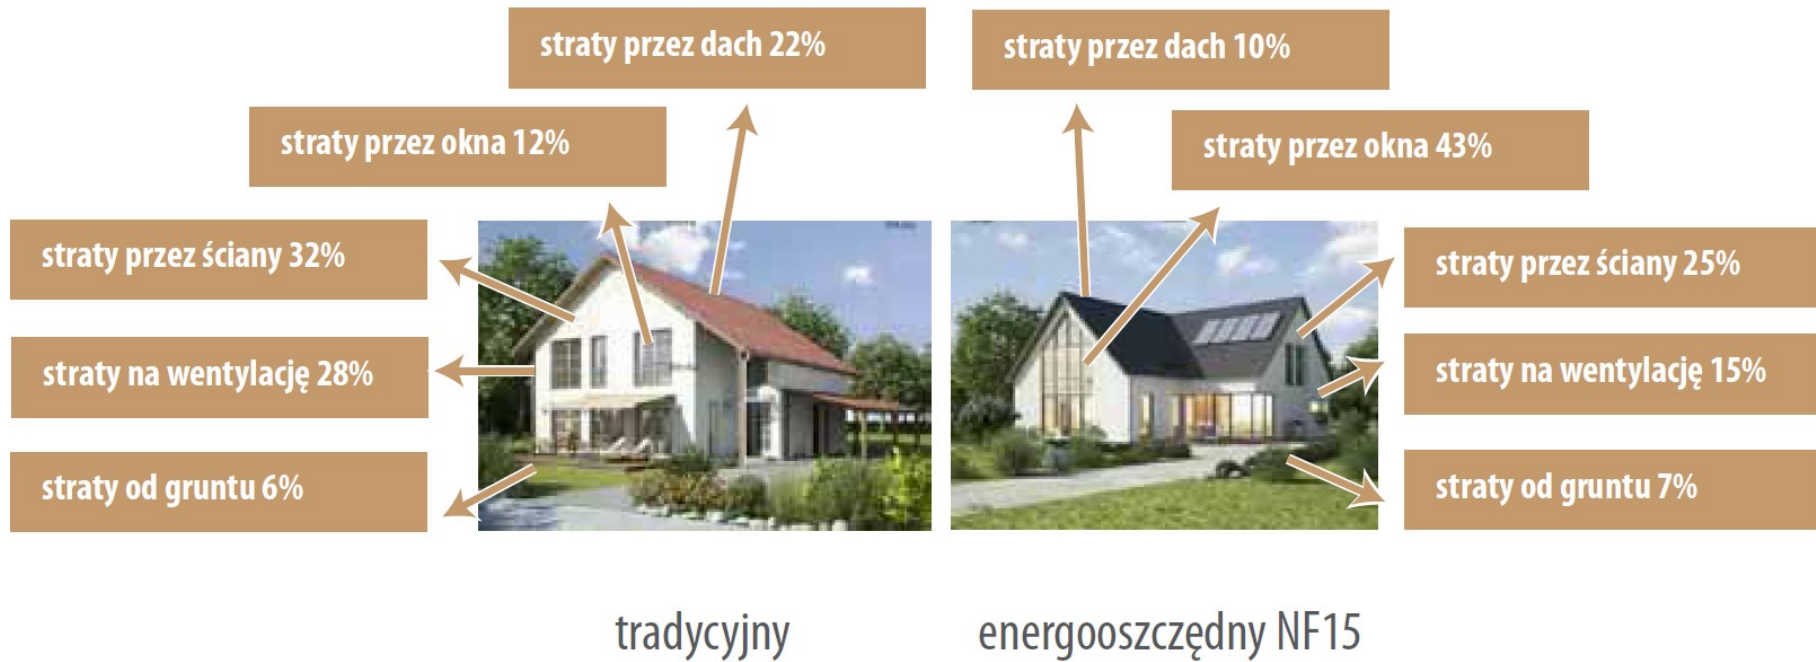 straty przez dach 22%
straty przez okna 12%
straty przez ściany 32%
straty na wentylację 28%
straty od gruntu 6%
straty przez dach 10%
straty przez okna 43%
straty przez ściany 25%
straty na wentylację 15%
straty od gruntu 7%
tradycyjny
energooszczędny NF15